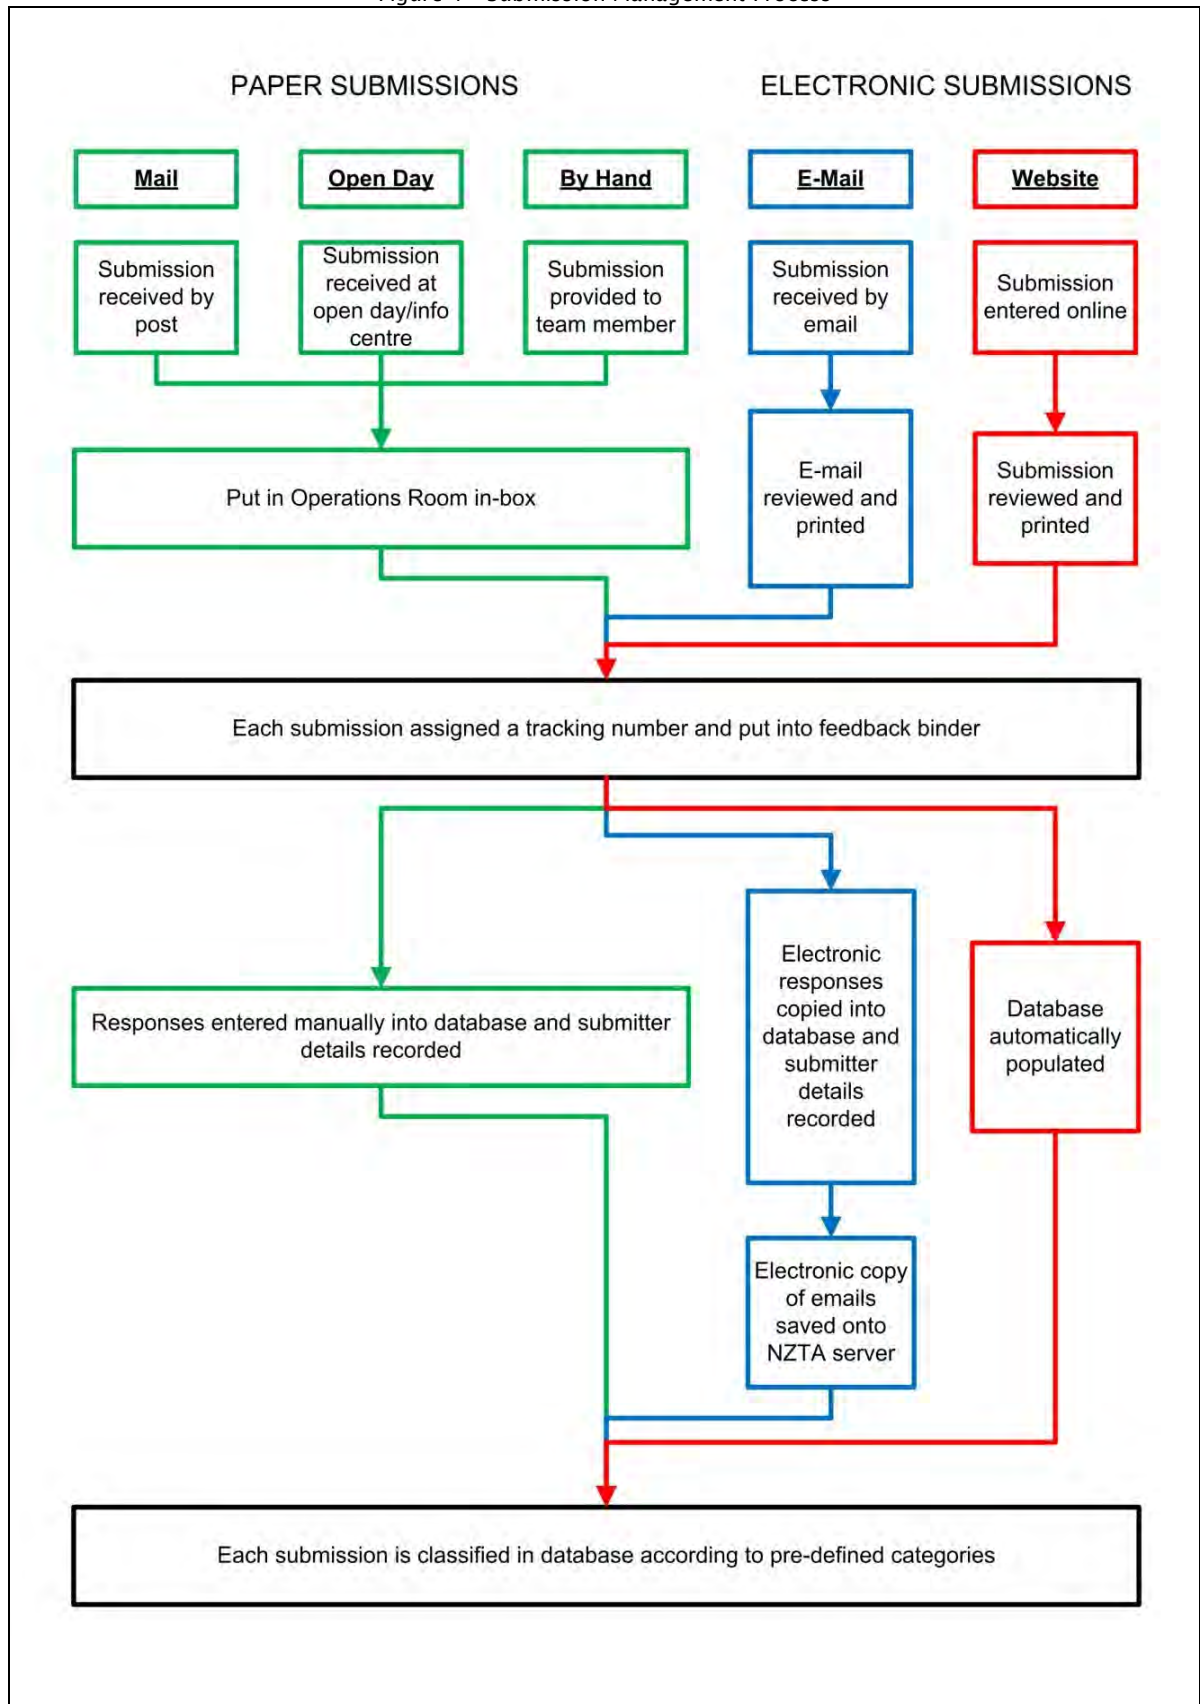 PAPER SUBMISSIONS
ELECTRONIC SUBMISSIONS
Mail
Open Day
By Hand
E-Mail
Website
Submission
received by
post
Submission
received at
open day/info
centre
Submission
provided to
team member
Submission
received by
email
Submission
entered online
Put in Operations Room in-box
E-mail
reviewed and
printed
Submission
reviewed and
printed
Each submission assigned a tracking number and put into feedback binder
Responses entered manually into database and submitter
details recorded
Electronic
responses
copied into
database and
submitter
details
recorded
Database
automatically
populated
Electronic copy
of emails
saved onto
NZTA server
Each submission is classified in database according to pre-defined categories